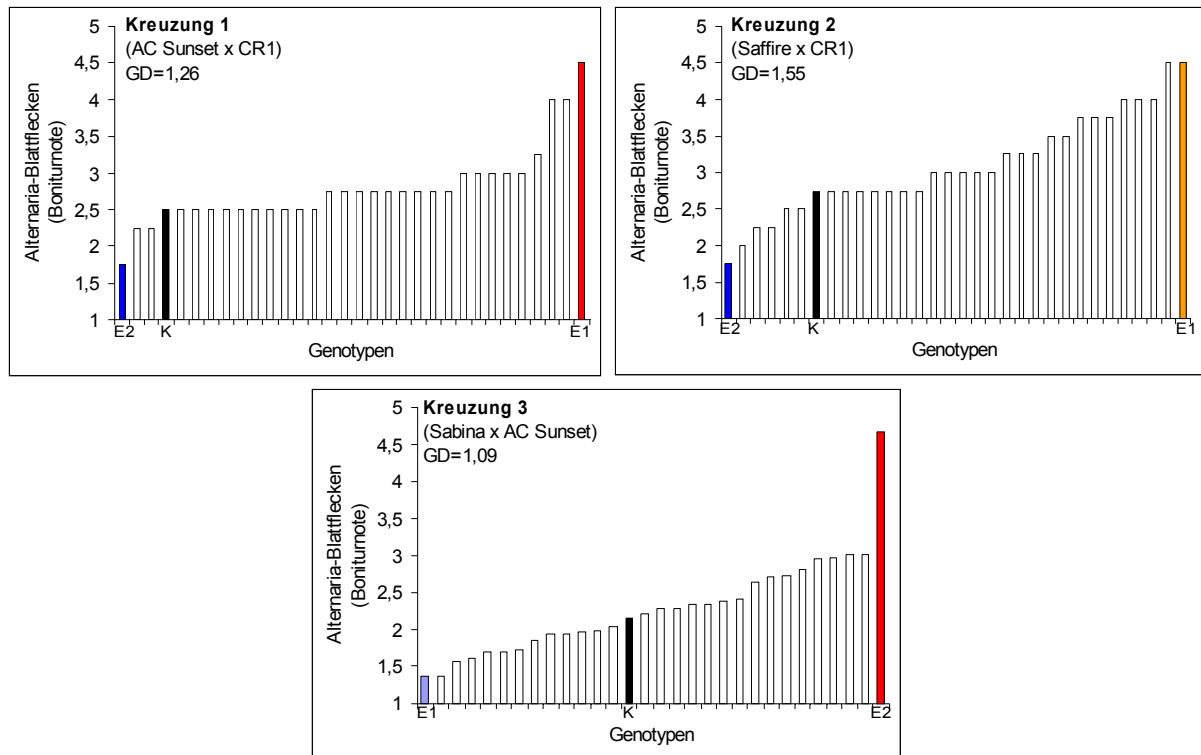 Kreuzung 1
(AC Sunset x CR1)
GD=1,26
Alternaria-Blattflecken
(Boniturnote)
5
4,5
4
3,5
3
2,5
2
1,5
1
E2 K E1
Genotypen
Kreuzung 2
(Saffire x CR1)
GD=1,55
Alternaria-Blattflecken
(Boniturnote)
5
4,5
4
3,5
3
2,5
2
1,5
1
E2 K E1
Genotypen
Kreuzung 3
(Sabina x AC Sunset)
GD=1,09
Alternaria-Blattflecken
(Boniturnote)
5
4,5
4
3,5
3
2,5
2
1,5
1
E1 K E2
Genotypen